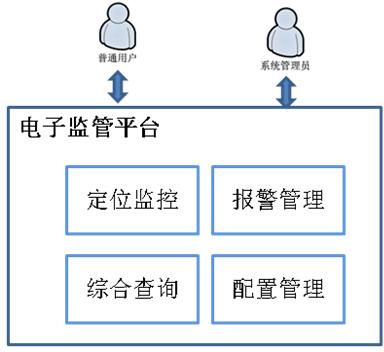 普通用户
系统管理员
电子监管平台
定位监控
报警管理
综合查询
配置管理